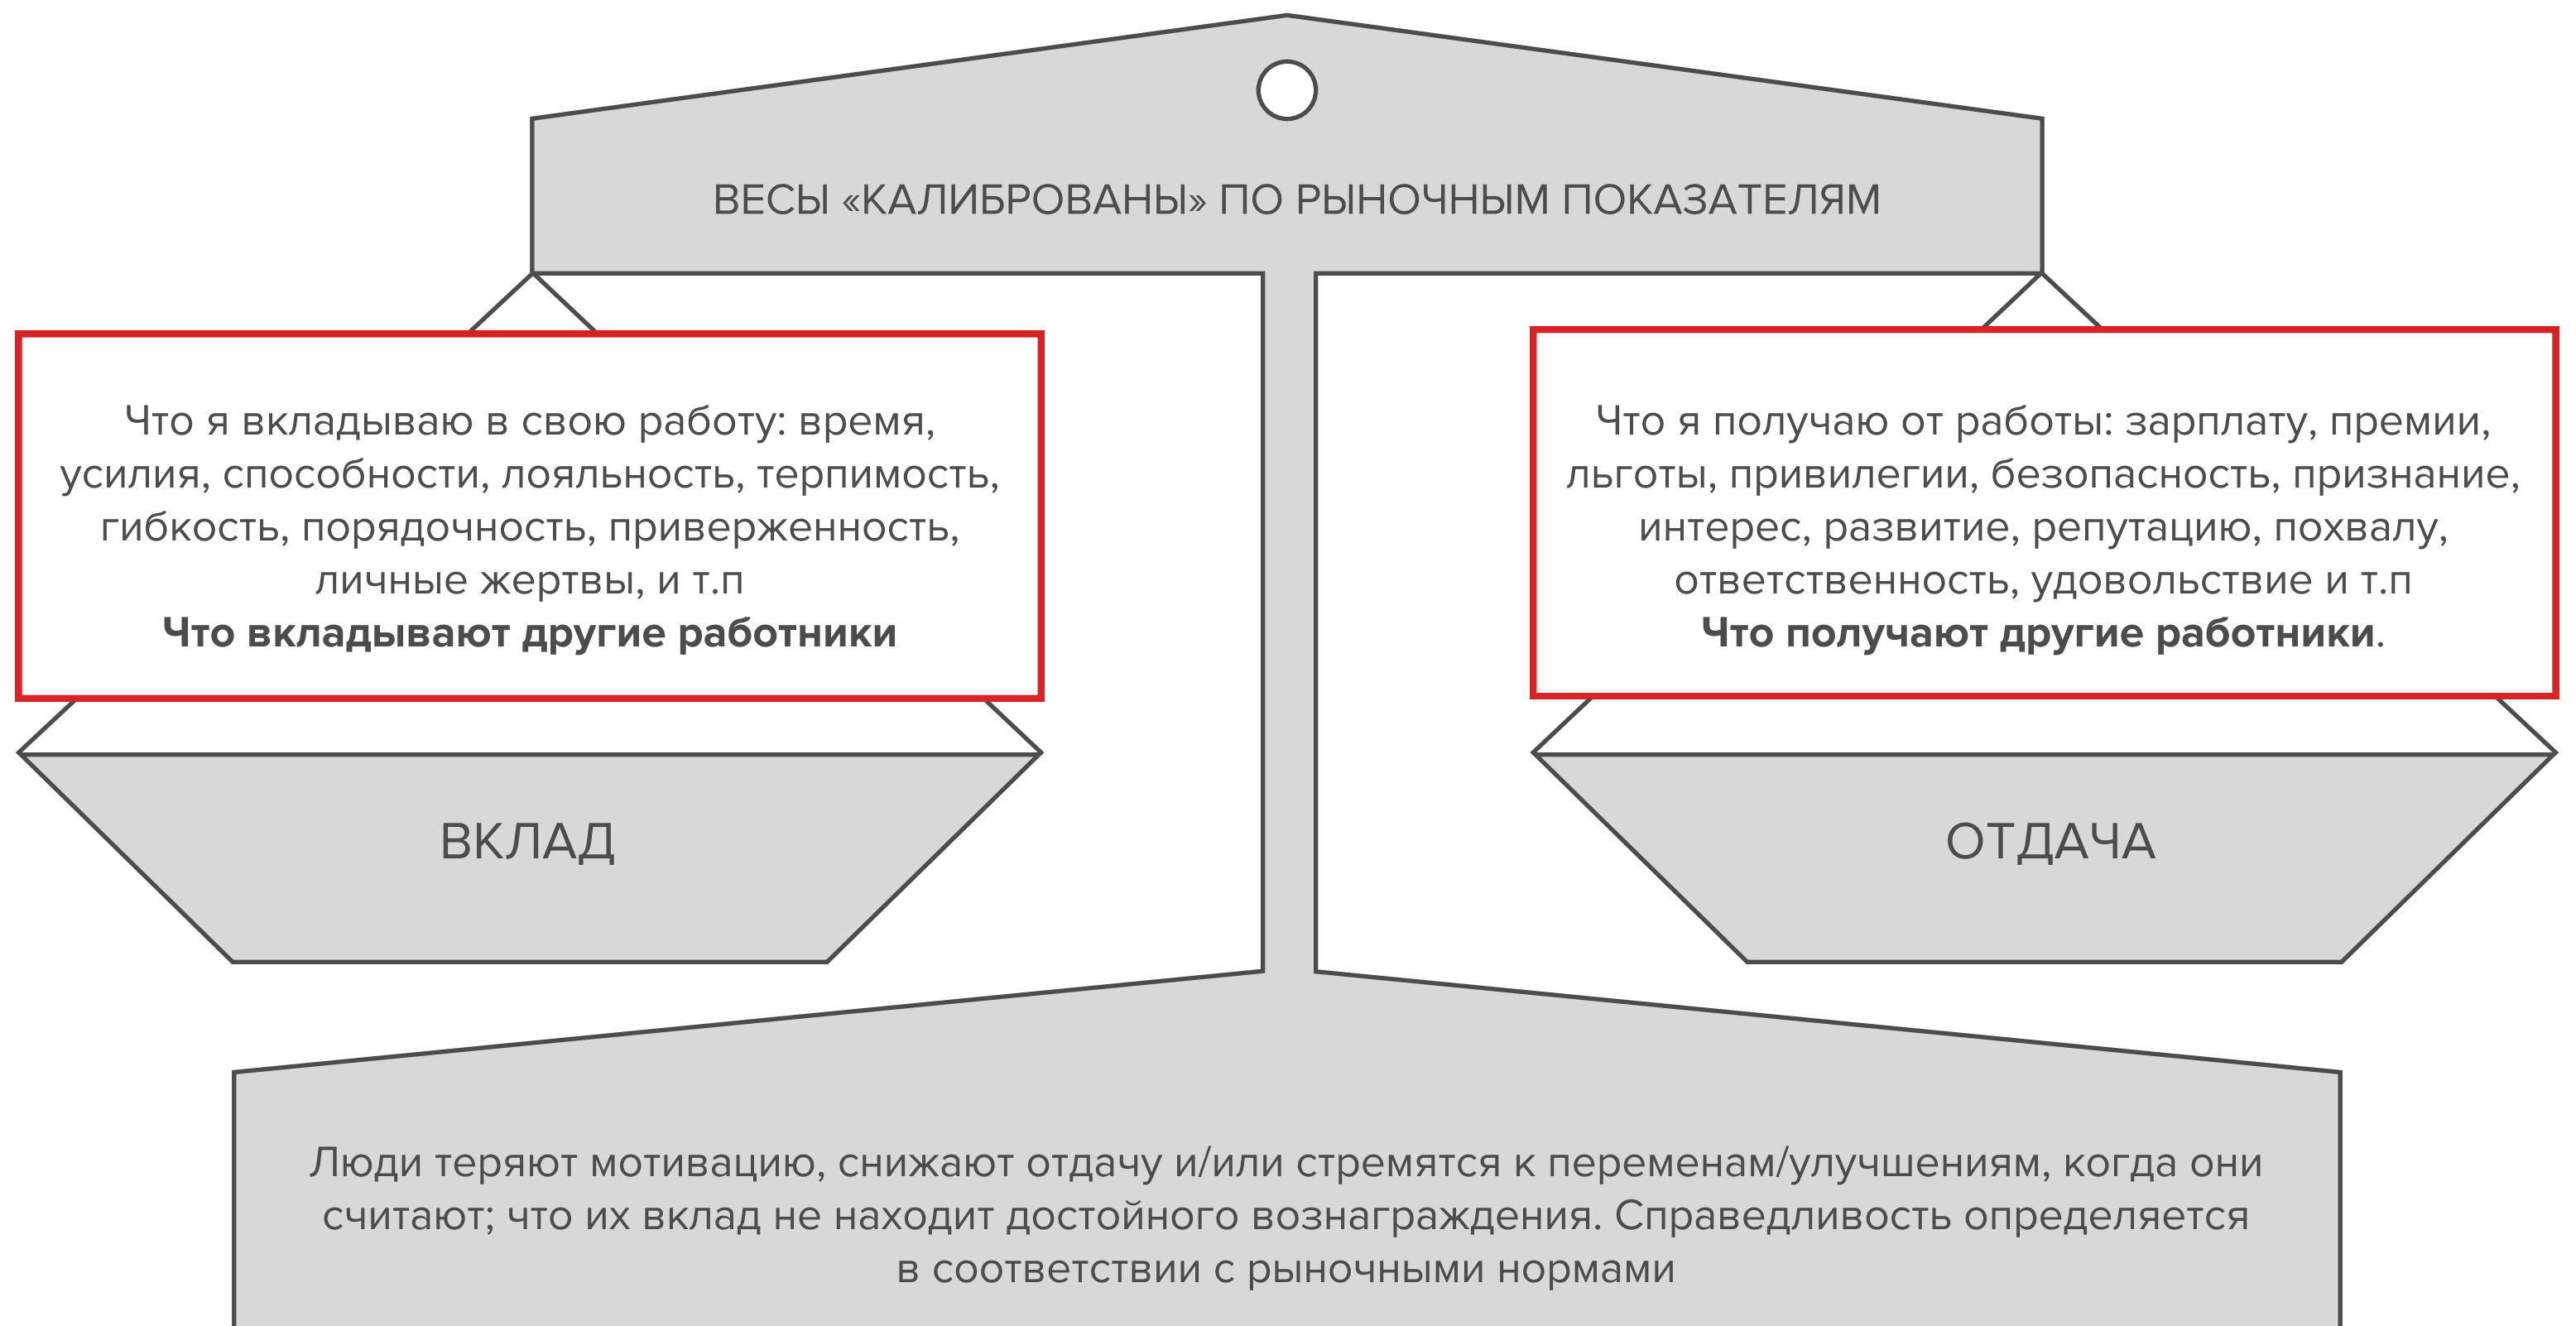 ВЕСЫ «КАЛИБРОВАНЫ» ПО РЫНОЧНЫМ ПОКАЗАТЕЛЯМ
Что я вкладываю в свою работу: время,
усилия, способности, лояльность, терпимость,
гибкость, порядочность, приверженность,
личные жертвы, и т.п
Что вкладывают другие работники
Что я получаю от работы: зарплату, премии,
льготы, привилегии, безопасность, признание,
интерес, развитие, репутацию, похвалу,
ответственность, удовольствие и т.п
Что получают другие работники.
ВКЛАД
ОТДАЧА
Люди теряют мотивацию, снижают отдачу и/или стремятся к переменам/улучшениям, когда они
считают; что их вклад не находит достойного вознаграждения. Справедливость определяется
в соответствии с рыночными нормами